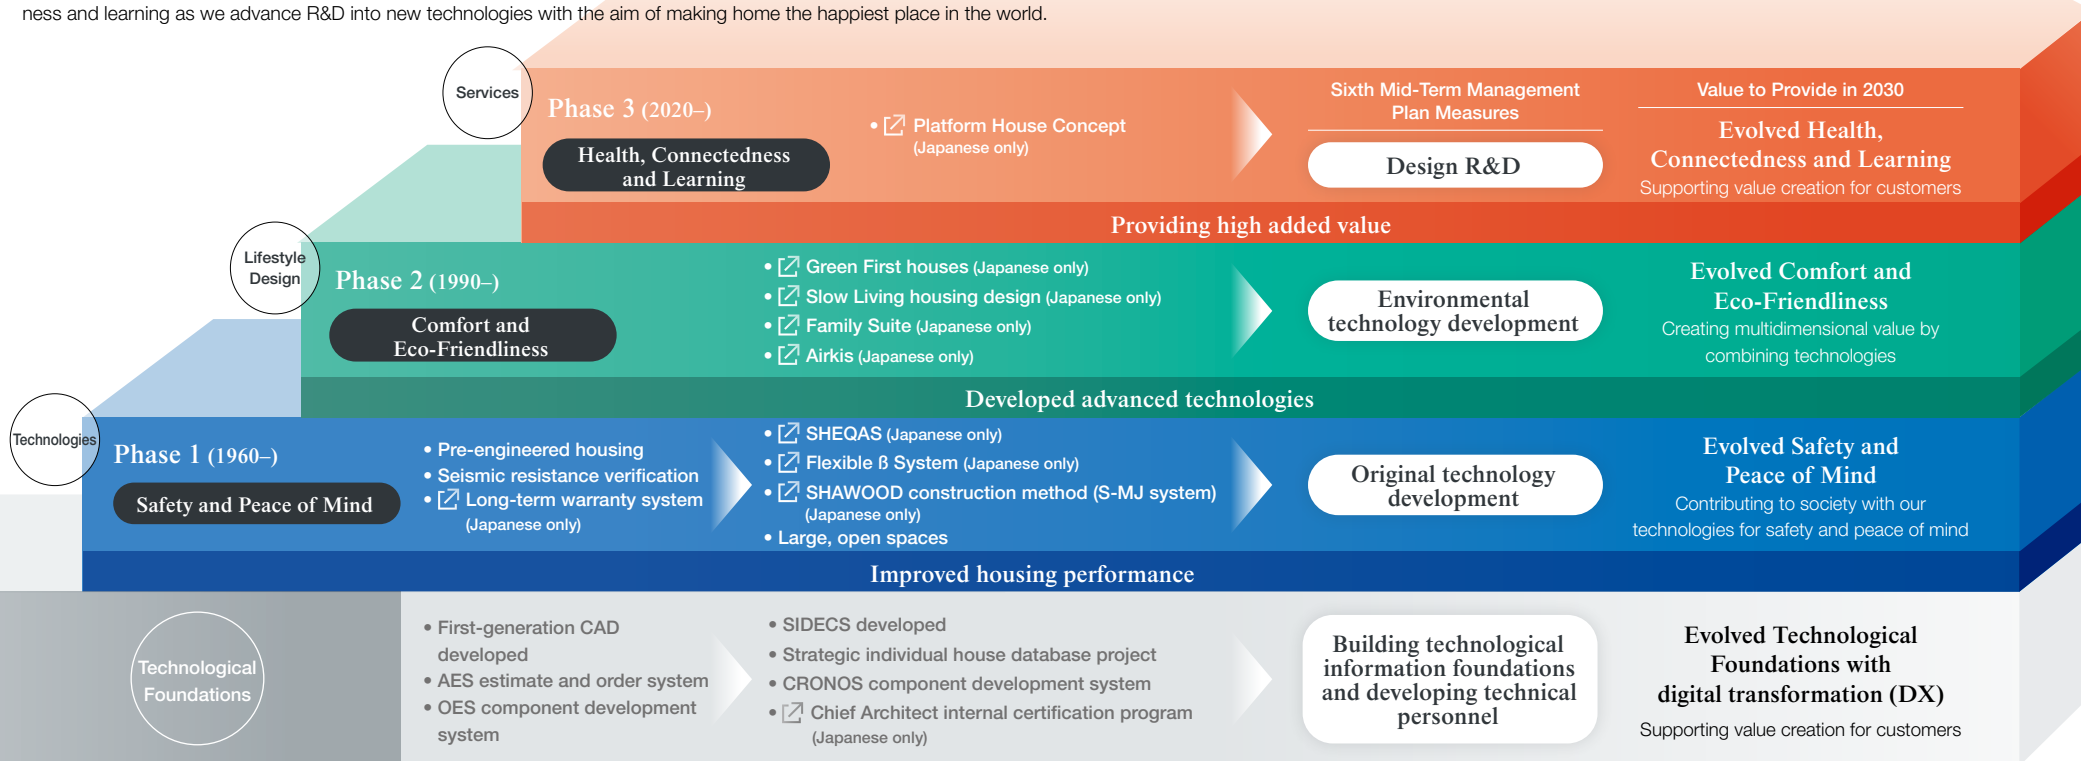 ness and learning as we advance R&D into new technologies with the aim of making home the happiest place in the world.
Services
Phase 3 (2020–)
Health, Connectedness
and Learning
• Platform House Concept
(Japanese only)
Sixth Mid-Term Management
Plan Measures
Design R&D
Value to Provide in 2030
Evolved Health,
Connectedness and Learning
Supporting value creation for customers
Providing high added value
Lifestyle
Design
Phase 2 (1990–)
Comfort and
Eco-Friendliness
• Green First houses (Japanese only)
• Slow Living housing design (Japanese only)
• Family Suite (Japanese only)
• Airkis (Japanese only)
Environmental
technology development
Evolved Comfort and
Eco-Friendliness
Creating multidimensional value by
combining technologies
Developed advanced technologies
Technologies
Phase 1 (1960–)
Safety and Peace of Mind
• Pre-engineered housing
• Seismic resistance verification
• Long-term warranty system
(Japanese only)
• SHEQAS (Japanese only)
• Flexible ß System (Japanese only)
• SHAWOOD construction method (S-MJ system)
(Japanese only)
• Large, open spaces
Original technology
development
Evolved Safety and
Peace of Mind
Contributing to society with our
technologies for safety and peace of mind
Improved housing performance
Technological
Foundations
• First-generation CAD
developed
• AES estimate and order system
• OES component development
system
• SIDECS developed
• Strategic individual house database project
• CRONOS component development system
• Chief Architect internal certification program
(Japanese only)
Building technological
information foundations
and developing technical
personnel
Evolved Technological
Foundations with
digital transformation (DX)
Supporting value creation for customers